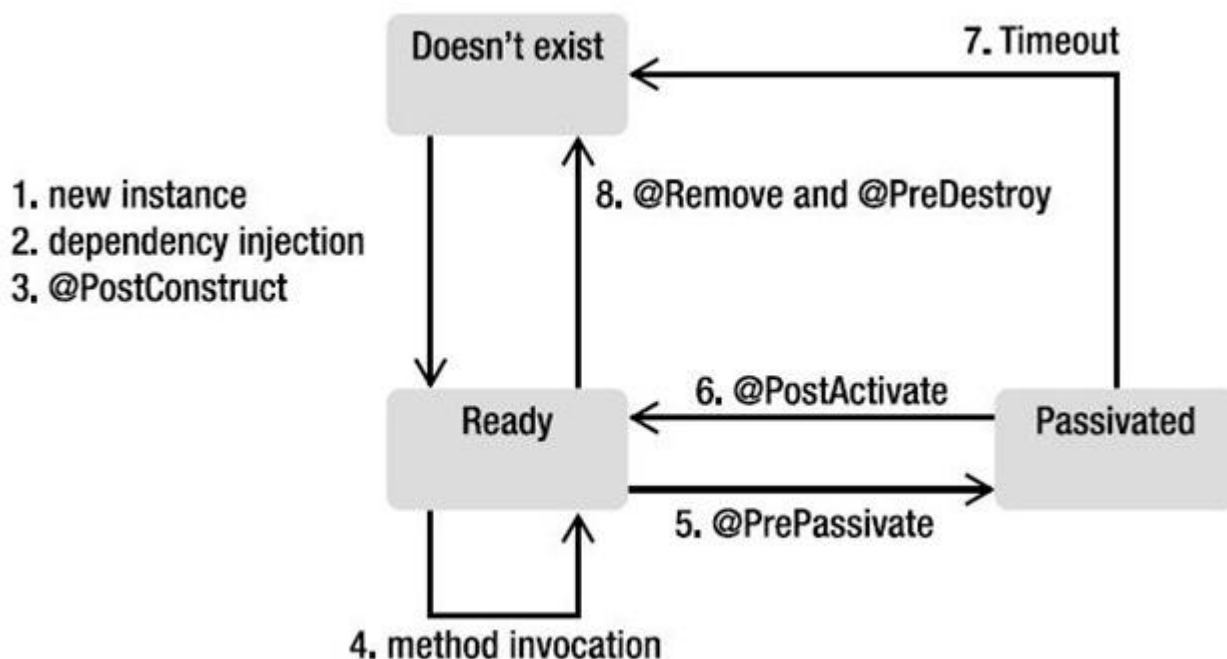 Doesn't exist
7. Timeout
1. new instance
2. dependency injection
3. @PostConstruct
8. @Remove and @PreDestroy
Ready
6. @PostActivate
Passivated
5. @PrePassivate
4. method invocation